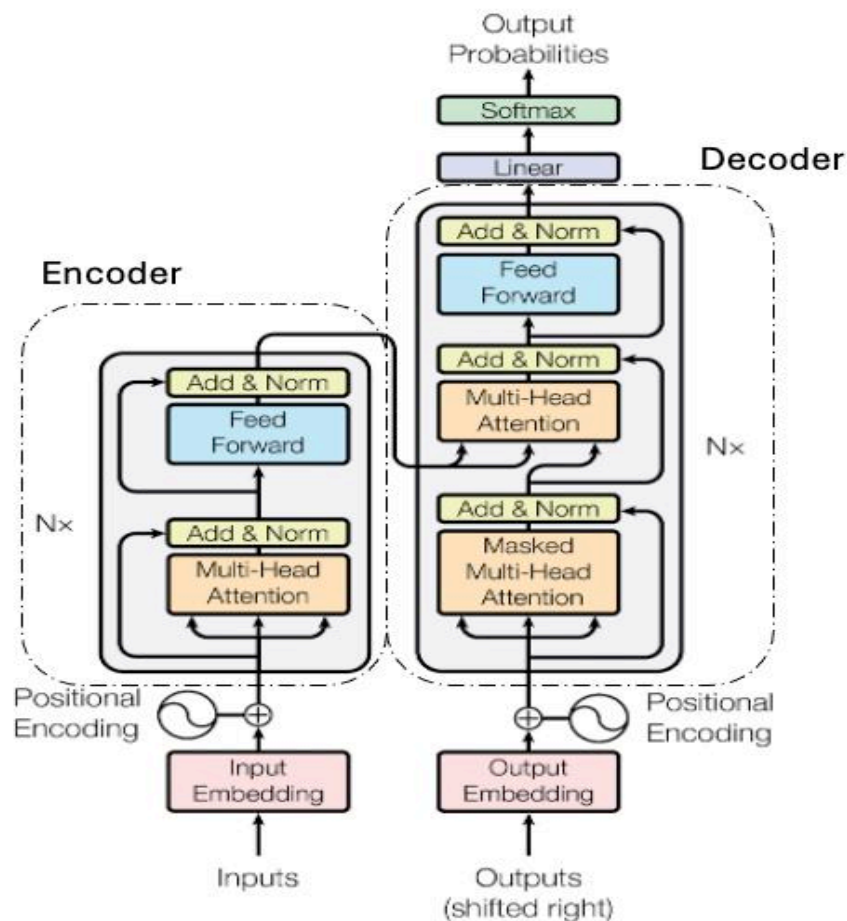 Output
Probabilities
Softmax
Linear
Decoder
Add & Norm
Feed
Forward
Add & Norm
Multi-Head
Attention
Nx
Add & Norm
Masked
Multi-Head
Attention
Encoder
Add & Norm
Feed
Forward
Nx
Add & Norm
Multi-Head
Attention
Positional
Encoding
Positional
Encoding
Input
Embedding
Output
Embedding
Inputs
Outputs
(shifted right)